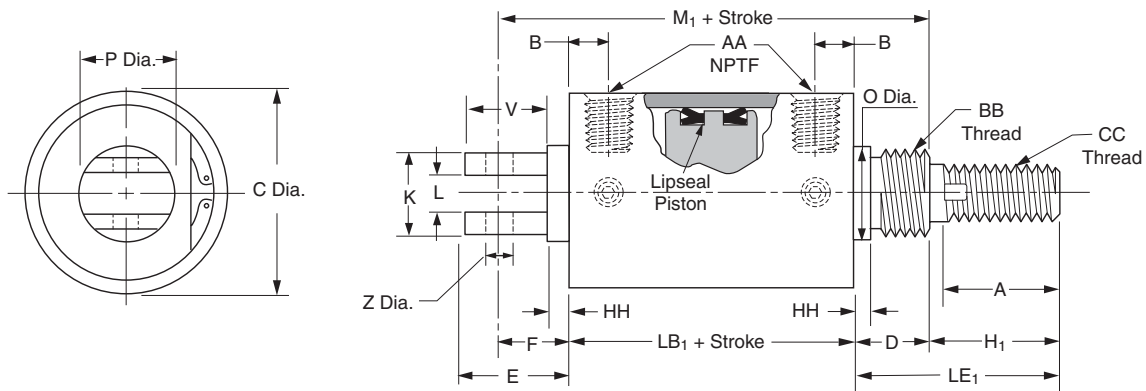 M1 + Stroke
B
AA
NPTF
B
P Dia.
O Dia.
BB
Thread
CC
Thread
V
C Dia.
K
L
Lipseal
Piston
Z Dia.
HH
HH
A
F
LB1 + Stroke
D
H1
E
LE1